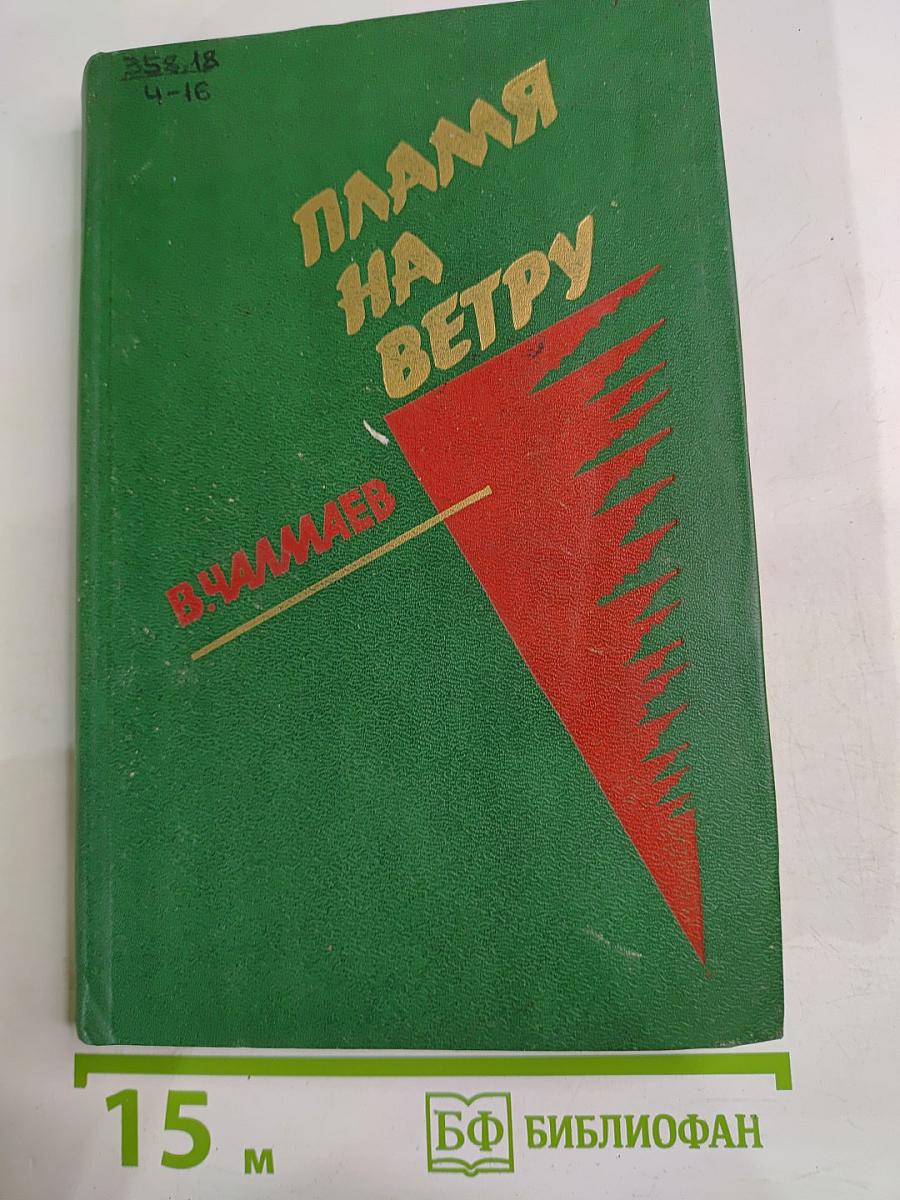 358.18
Ч-16
ПЛАМЯ
НА
ВЕТРУ
В.ЧАЛМАЕВ
15 м
БФ БИБЛИОФАН